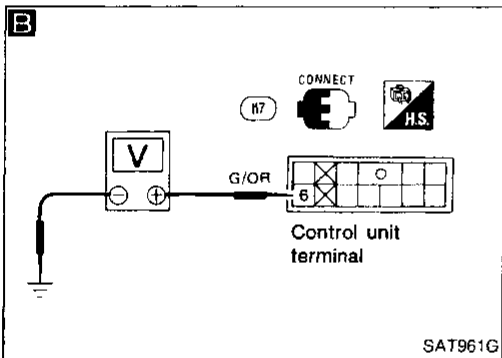 B
CONNECT
M7
H.S.
V
G/OR
6
Control unit
terminal
SAT961G